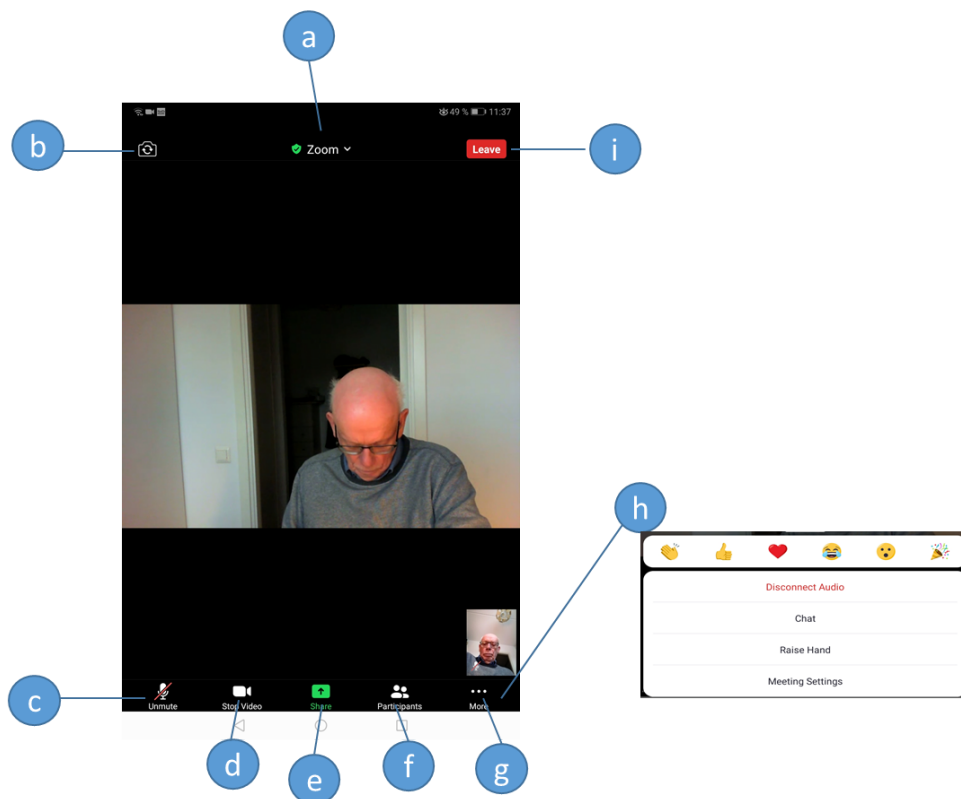 a
49 % 11:37
b
Zoom
Leave
i
h
Disconnect Audio
Chat
Raise Hand
Meeting Settings
c
Unmute
Stop Video
Share
Participants
More
d
e
f
g